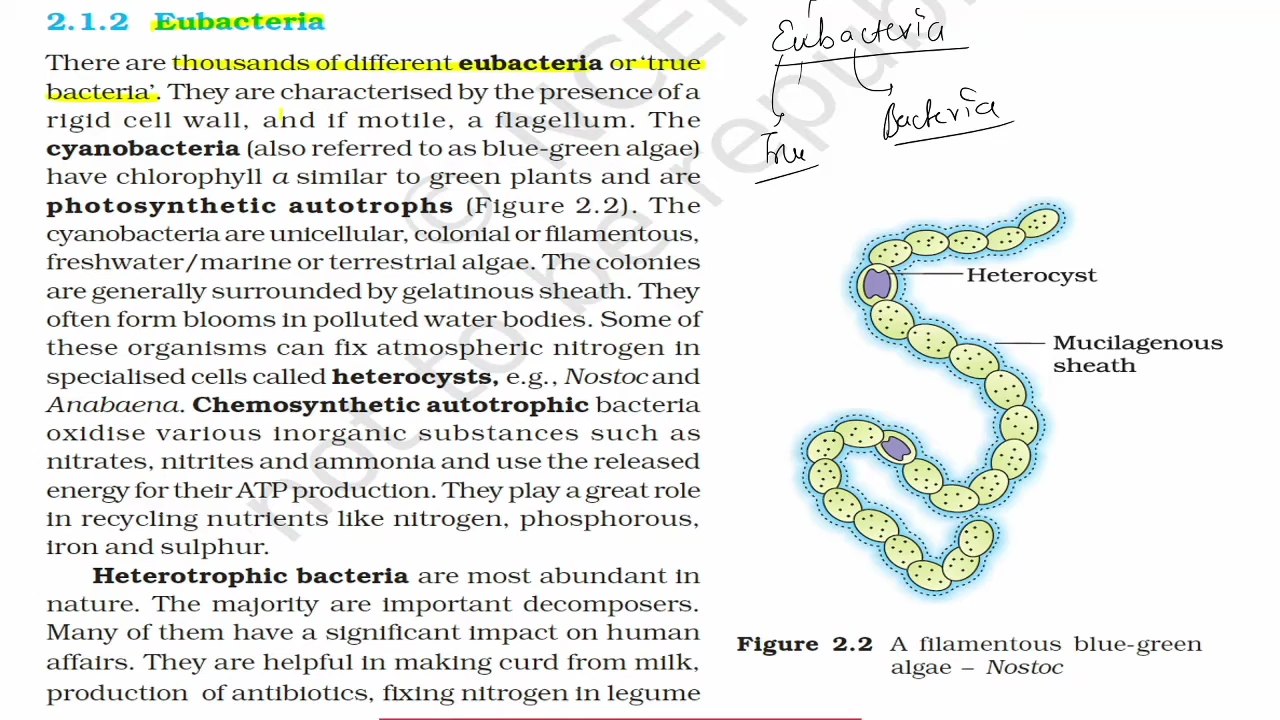 2.1.2 Eubacteria
There are thousands of different eubacteria or ‘true
bacteria’. They are characterised by the presence of a
rigid cell wall, and if motile, a flagellum. The
cyanobacteria (also referred to as blue-green algae)
have chlorophyll a similar to green plants and are
photosynthetic autotrophs (Figure 2.2). The
cyanobacteria are unicellular, colonial or filamentous,
freshwater/marine or terrestrial algae. The colonies
are generally surrounded by gelatinous sheath. They
often form blooms in polluted water bodies. Some of
these organisms can fix atmospheric nitrogen in
specialised cells called heterocysts, e.g., Nostoc and
Anabaena. Chemosynthetic autotrophic bacteria
oxidise various inorganic substances such as
nitrates, nitrites and ammonia and use the released
energy for their ATP production. They play a great role
in recycling nutrients like nitrogen, phosphorous,
iron and sulphur.
Heterotrophic bacteria are most abundant in
nature. The majority are important decomposers.
Many of them have a significant impact on human
affairs. They are helpful in making curd from milk,
production of antibiotics, fixing nitrogen in legume
Eubacteria
True
Bacteria
Heterocyst
Mucilagenous
sheath
Figure 2.2 A filamentous blue-green
algae – Nostoc
© NCE
not to be republ